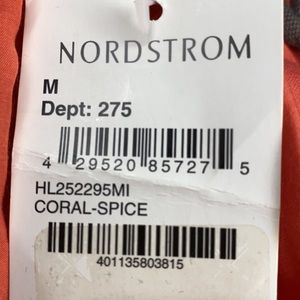 NORDSTROM
M
Dept: 275
4 29520 85727 5
HL252295MI
CORAL-SPICE
401135803815